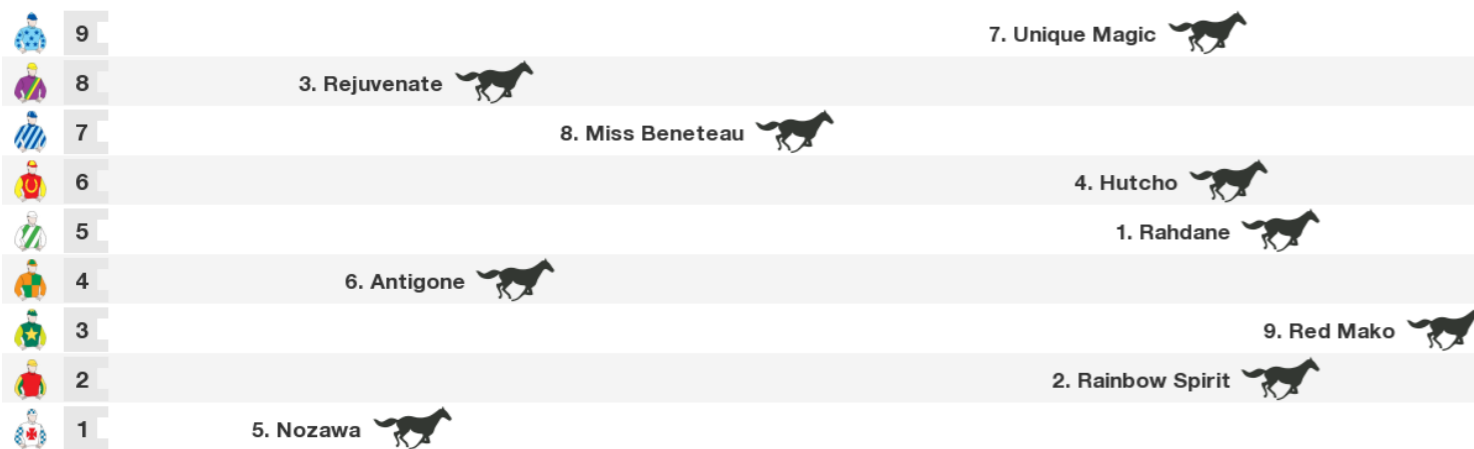 9 7. Unique Magic
8 3. Rejuvenate
7 8. Miss Beneteau
6 4. Hutcho
5 1. Rahdane
4 6. Antigone
3 9. Red Mako
2 2. Rainbow Spirit
1 5. Nozawa